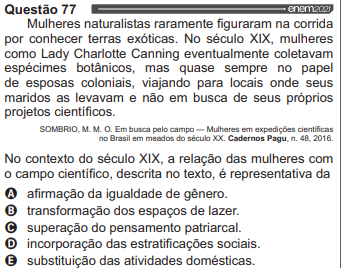 Questão 77 enem2021
Mulheres naturalistas raramente figuraram na corrida
por conhecer terras exóticas. No século XIX, mulheres
como Lady Charlotte Canning eventualmente coletavam
espécimes botânicos, mas quase sempre no papel
de esposas coloniais, viajando para locais onde seus
maridos as levavam e não em busca de seus próprios
projetos científicos.
SOMBRIO, M. M. O. Em busca pelo campo — Mulheres em expedições científicas
no Brasil em meados do século XX. Cadernos Pagu, n. 48, 2016.
No contexto do século XIX, a relação das mulheres com
o campo científico, descrita no texto, é representativa da
A afirmação da igualdade de gênero.
B transformação dos espaços de lazer.
C superação do pensamento patriarcal.
D incorporação das estratificações sociais.
E substituição das atividades domésticas.